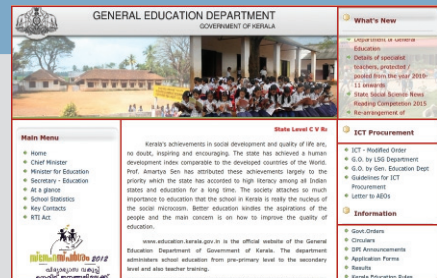 GENERAL EDUCATION DEPARTMENT
GOVERNMENT OF KERALA
What's New
Department of General
Education
Details of specialist
teachers, protected /
pooled from the year 2010-
11 onwards
State Social Science News
Reading Competition 2015
Re-arrangement of
Main Menu
Home
Chief Minister
Minister for Education
Secretary - Education
At a glance
School Statistics
Key Contacts
RTI Act
2012
State Level C V Ra
Kerala's achievements in social development and quality of life are,
no doubt, inspiring and encouraging. The state has achieved a human
development index comparable to the developed countries of the World.
Prof. Amartya Sen has attributed these achievements largely to the
priority which the state has accorded to high literacy among all Indian
states and education for a long time. The society attaches so much
importance to education that the school in Kerala is really the nucleus of
the social microcosm. Better education kindles the aspirations of the
people and the main concern is on how to improve the quality of
education.
www.education.kerala.gov.in is the official website of the General
Education Department of Government of Kerala. The department
administers school education from pre-primary level to the secondary
level and also teacher training.
ICT Procurement
ICT - Modified Order
G.O. by LSG Department
G.O. by Gen. Education Dept
Guidelines for ICT
Procurement
Letter to AEOs
Information
Govt.Orders
Circulars
DPI Announcements
Application Forms
Results
Kerala Education Rules